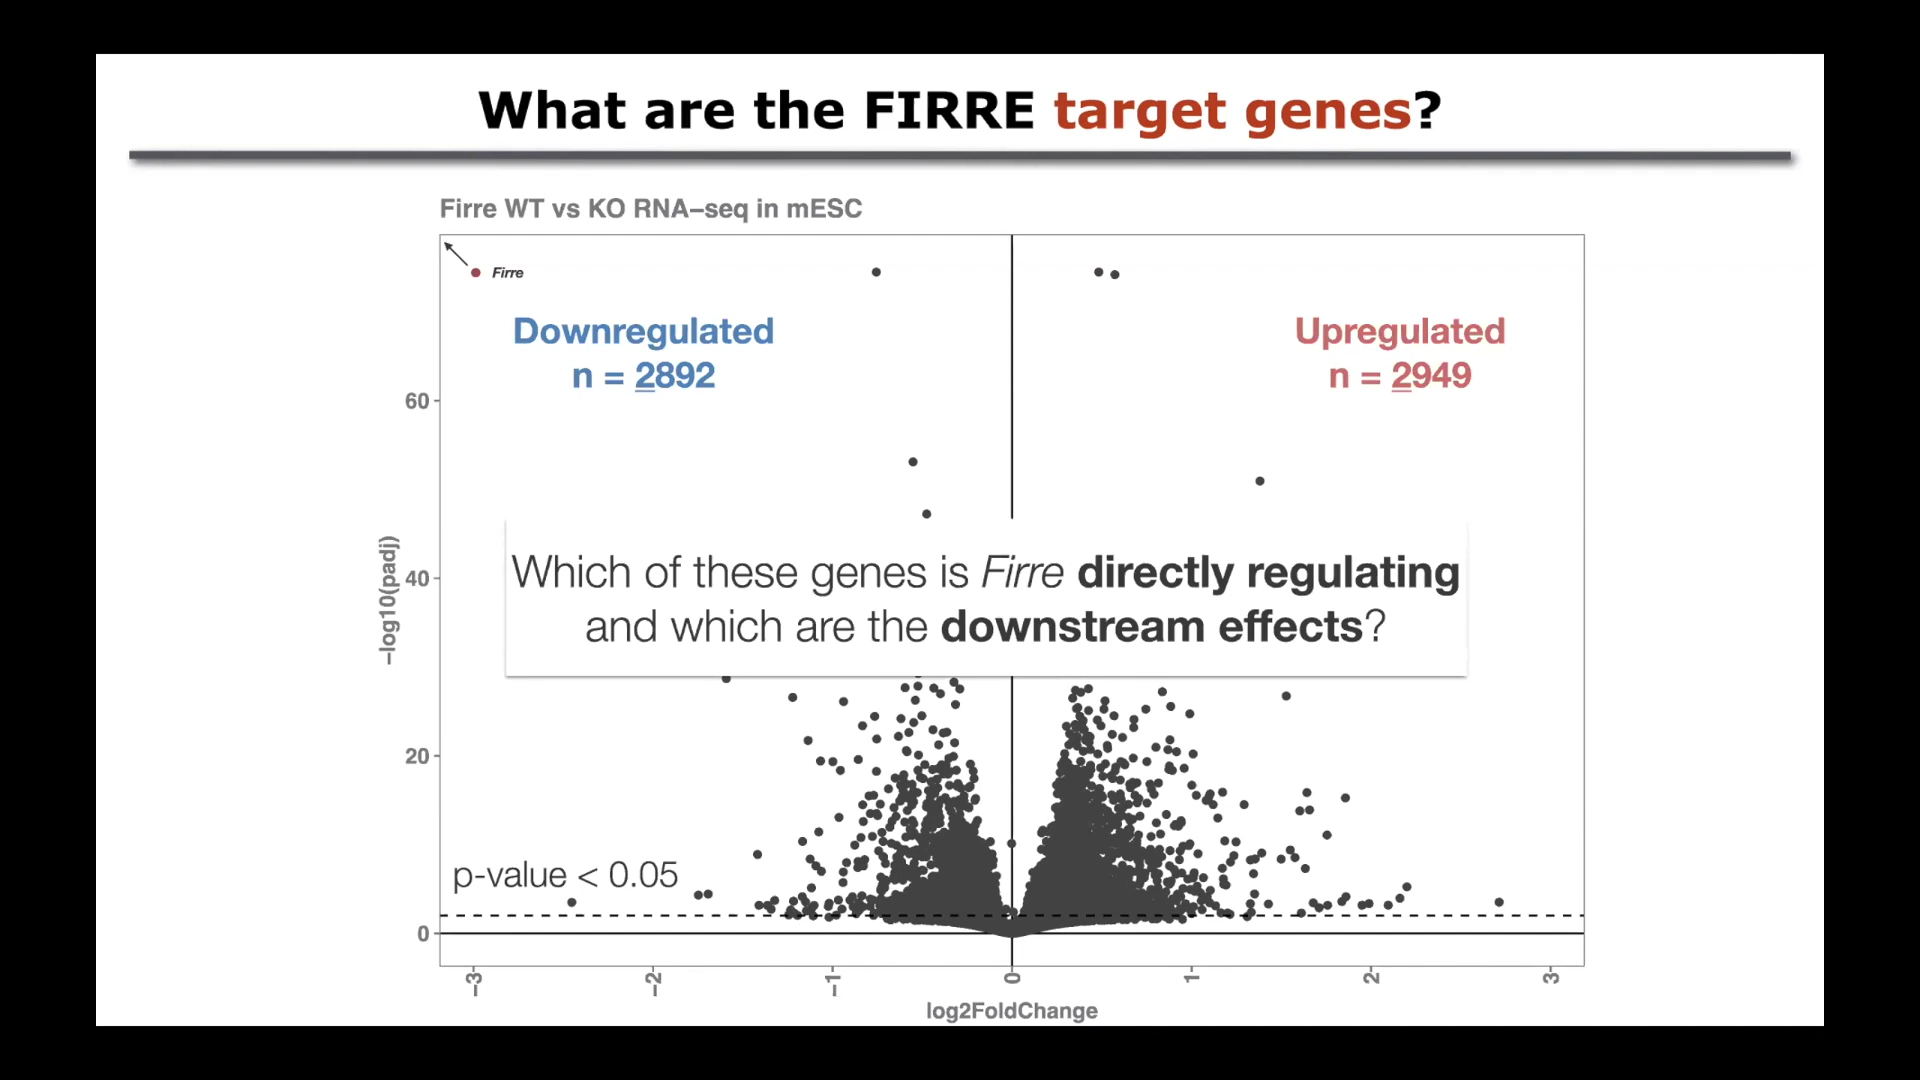 What are the FIRRE target genes?
Firre WT vs KO RNA–seq in mESC
Firre
Downregulated
n = 2892
Upregulated
n = 2949
60
Which of these genes is Firre directly regulating
and which are the downstream effects?
40
−log10(padj)
20
p-value < 0.05
0
−3
−2
−1
0
1
2
3
log2FoldChange